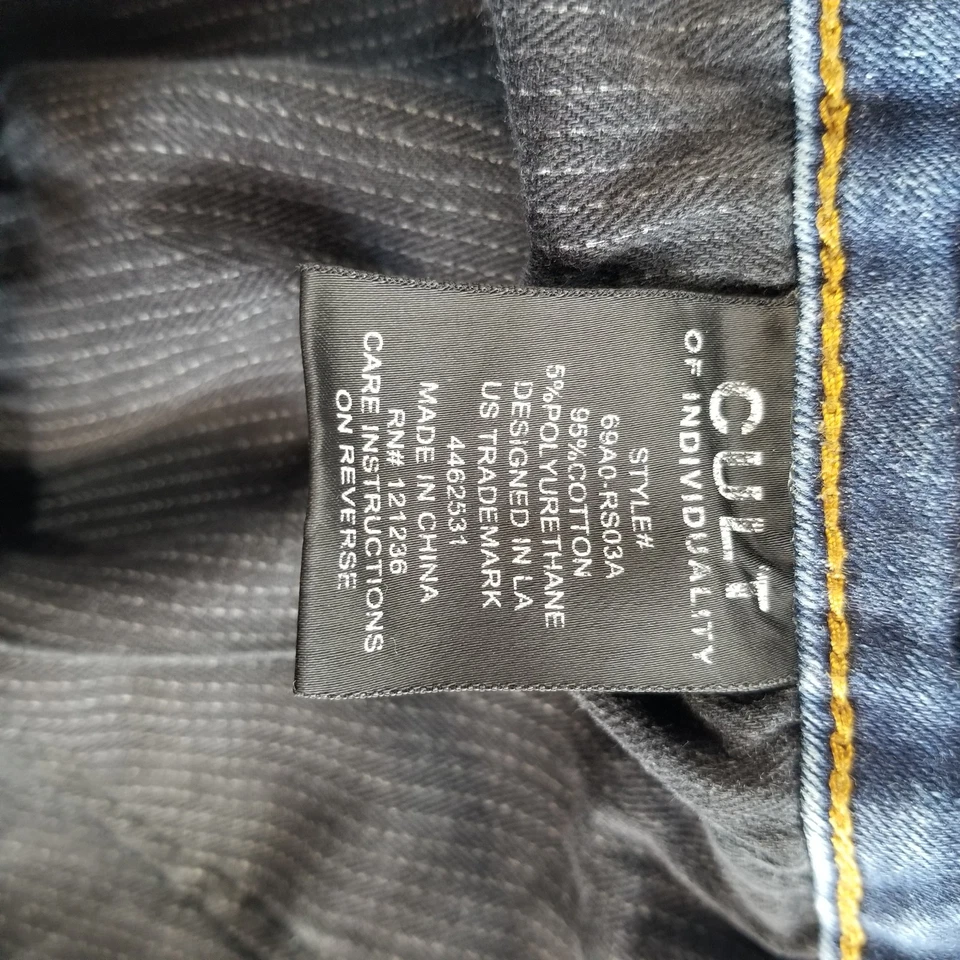 CULT
OF INDIVIDUALITY
STYLE#
69A0-RS03A
95%COTTON
5%POLYURETHANE
DESIGNED IN LA
US TRADEMARK
4462531
MADE IN CHINA
RN# 121236
CARE INSTRUCTIONS
ON REVERSE